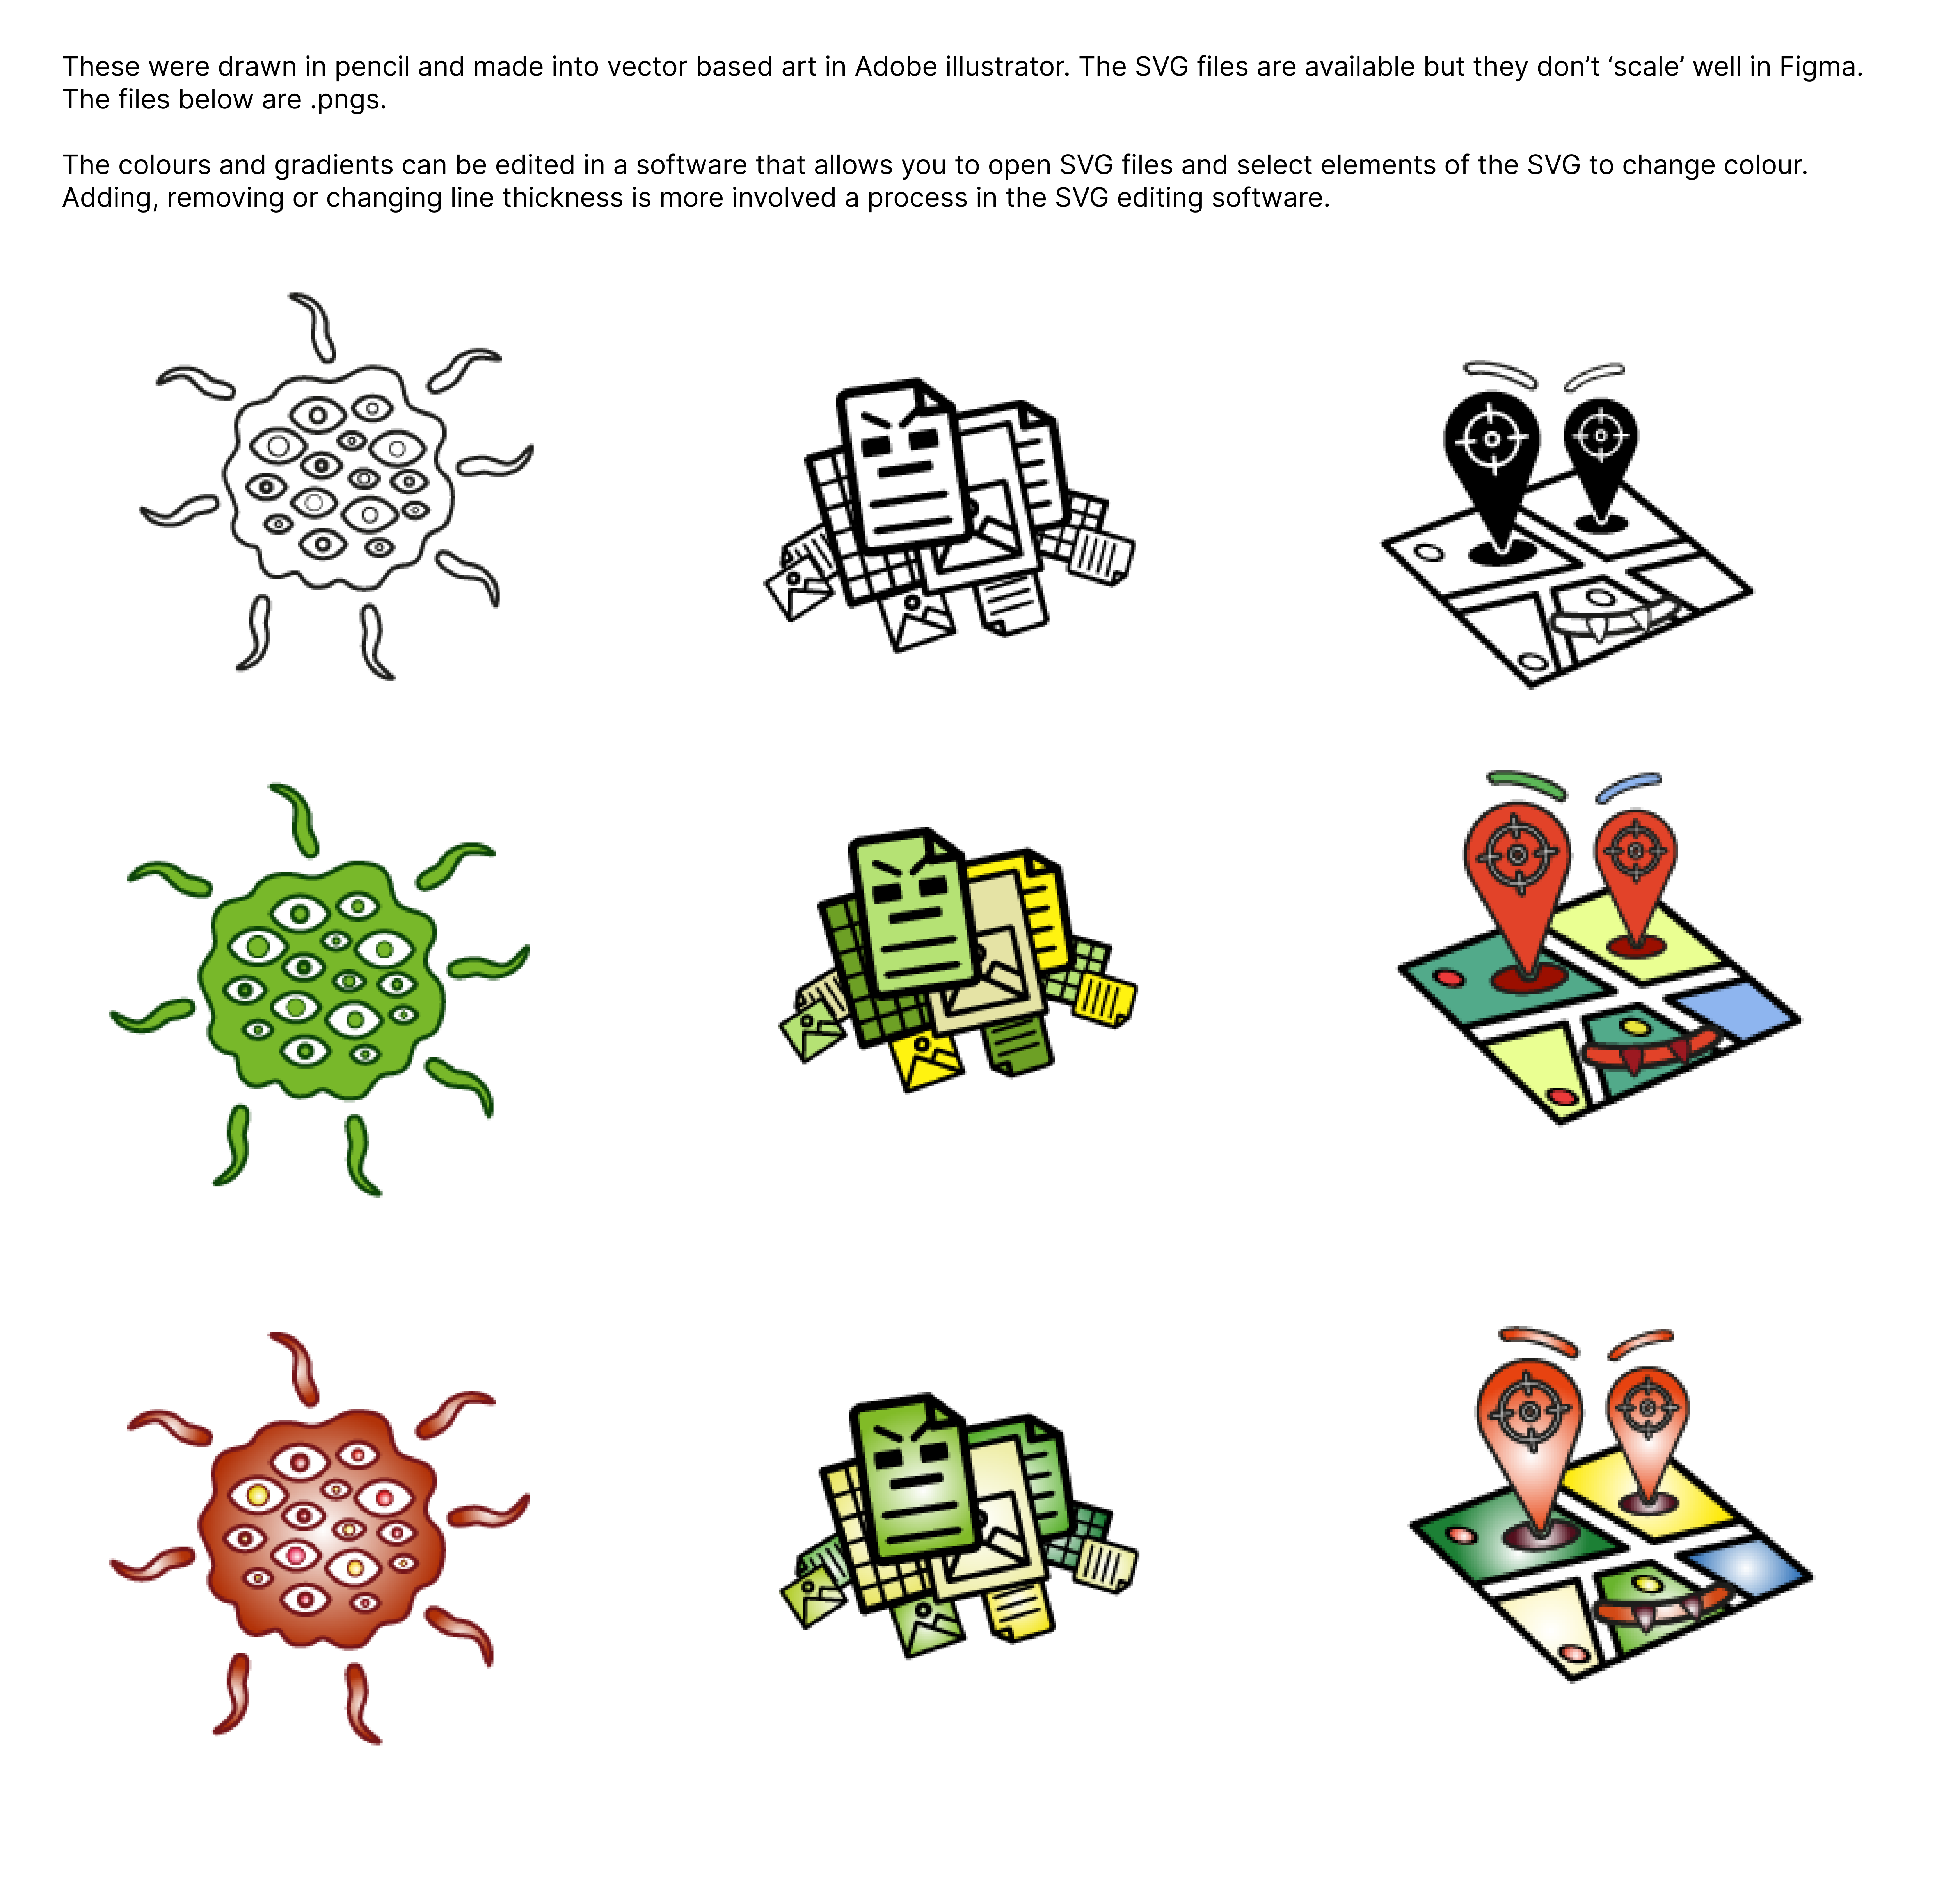 These were drawn in pencil and made into vector based art in Adobe illustrator. The SVG files are available but they don’t ‘scale’ well in Figma.
The files below are .pngs.
The colours and gradients can be edited in a software that allows you to open SVG files and select elements of the SVG to change colour.
Adding, removing or changing line thickness is more involved a process in the SVG editing software.